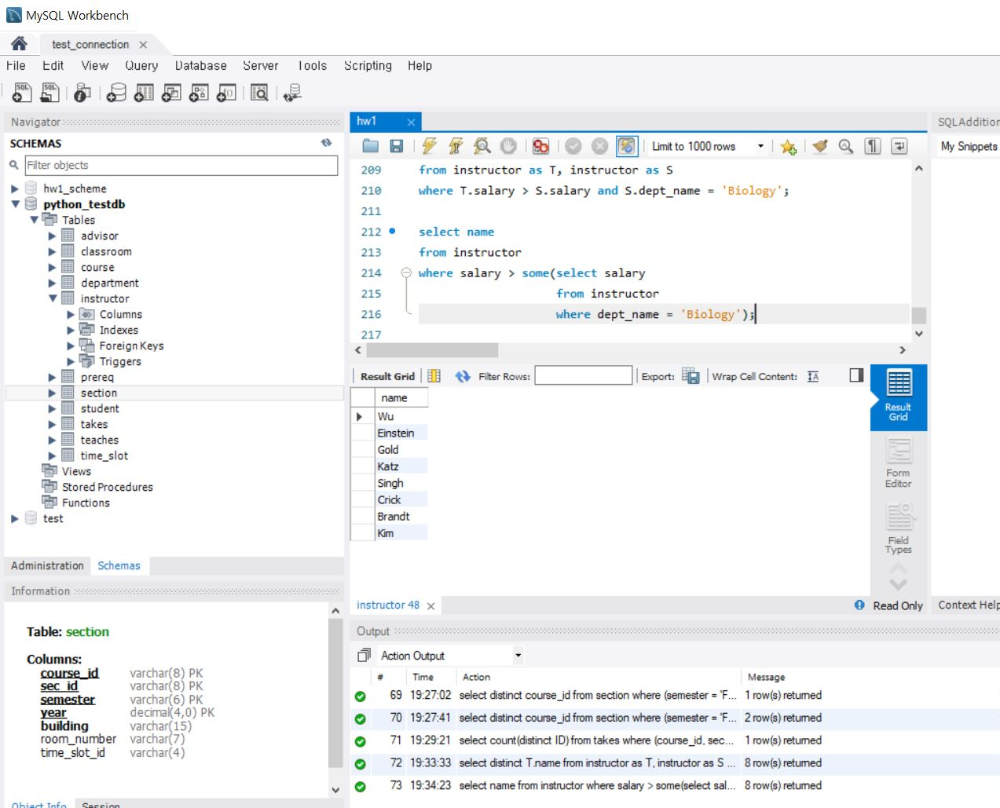 MySQL Workbench
test_connection
File Edit View Query Database Server Tools Scripting Help
Navigator
SCHEMAS
Filter objects
hw1_scheme
python_testdb
Tables
advisor
classroom
course
department
instructor
Columns
Indexes
Foreign Keys
Triggers
prereq
section
student
takes
teaches
time_slot
Views
Stored Procedures
Functions
test
Administration Schemas
Information
Table: section
Columns:
course_id varchar(8) PK
sec_id varchar(8) PK
semester varchar(6) PK
year decimal(4,0) PK
building varchar(15)
room_number varchar(7)
time_slot_id varchar(4)
Object Info Session
hw1
Limit to 1000 rows
209 from instructor as T, instructor as S
210 where T.salary > S.salary and S.dept_name = 'Biology';
211
212 select name
213 from instructor
214 where salary > some(select salary
215 from instructor
216 where dept_name = 'Biology');
217
Result Grid Filter Rows: Export: Wrap Cell Content:
name
Wu
Einstein
Gold
Katz
Singh
Crick
Brandt
Kim
Result
Grid
Form
Editor
Field
Types
instructor 48 Read Only
Output
Action Output
# Time Action Message
69 19:27:02 select distinct course_id from section where (semester = 'F... 1 row(s) returned
70 19:27:41 select distinct course_id from section where (semester = 'F... 2 row(s) returned
71 19:29:21 select count(distinct ID) from takes where (course_id, sec... 1 row(s) returned
72 19:33:33 select distinct T.name from instructor as T, instructor as S ... 8 row(s) returned
73 19:34:23 select name from instructor where salary > some(select sal... 8 row(s) returned
SQLAddition
My Snippets
Context Help